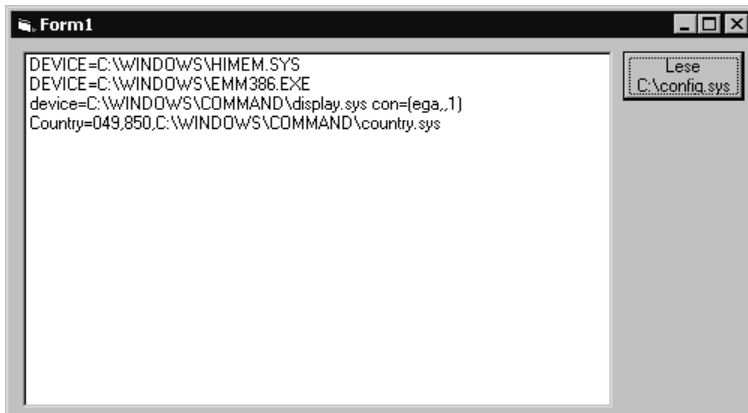 Form1
DEVICE=C:\WINDOWS\HIMEM.SYS
DEVICE=C:\WINDOWS\EMM386.EXE
device=C:\WINDOWS\COMMAND\display.sys con=(ega,,1)
Country=049,850,C:\WINDOWS\COMMAND\country.sys
Lese
C:\config.sys